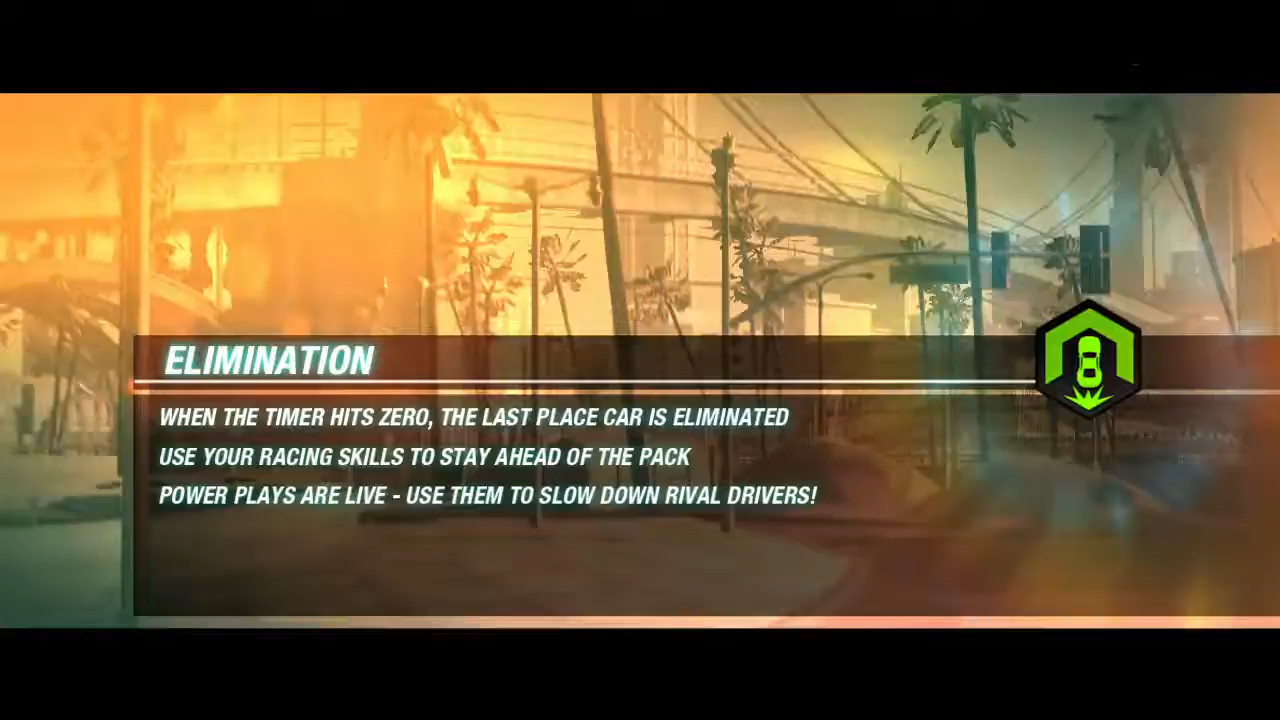 ELIMINATION
WHEN THE TIMER HITS ZERO, THE LAST PLACE CAR IS ELIMINATED
USE YOUR RACING SKILLS TO STAY AHEAD OF THE PACK
POWER PLAYS ARE LIVE - USE THEM TO SLOW DOWN RIVAL DRIVERS!